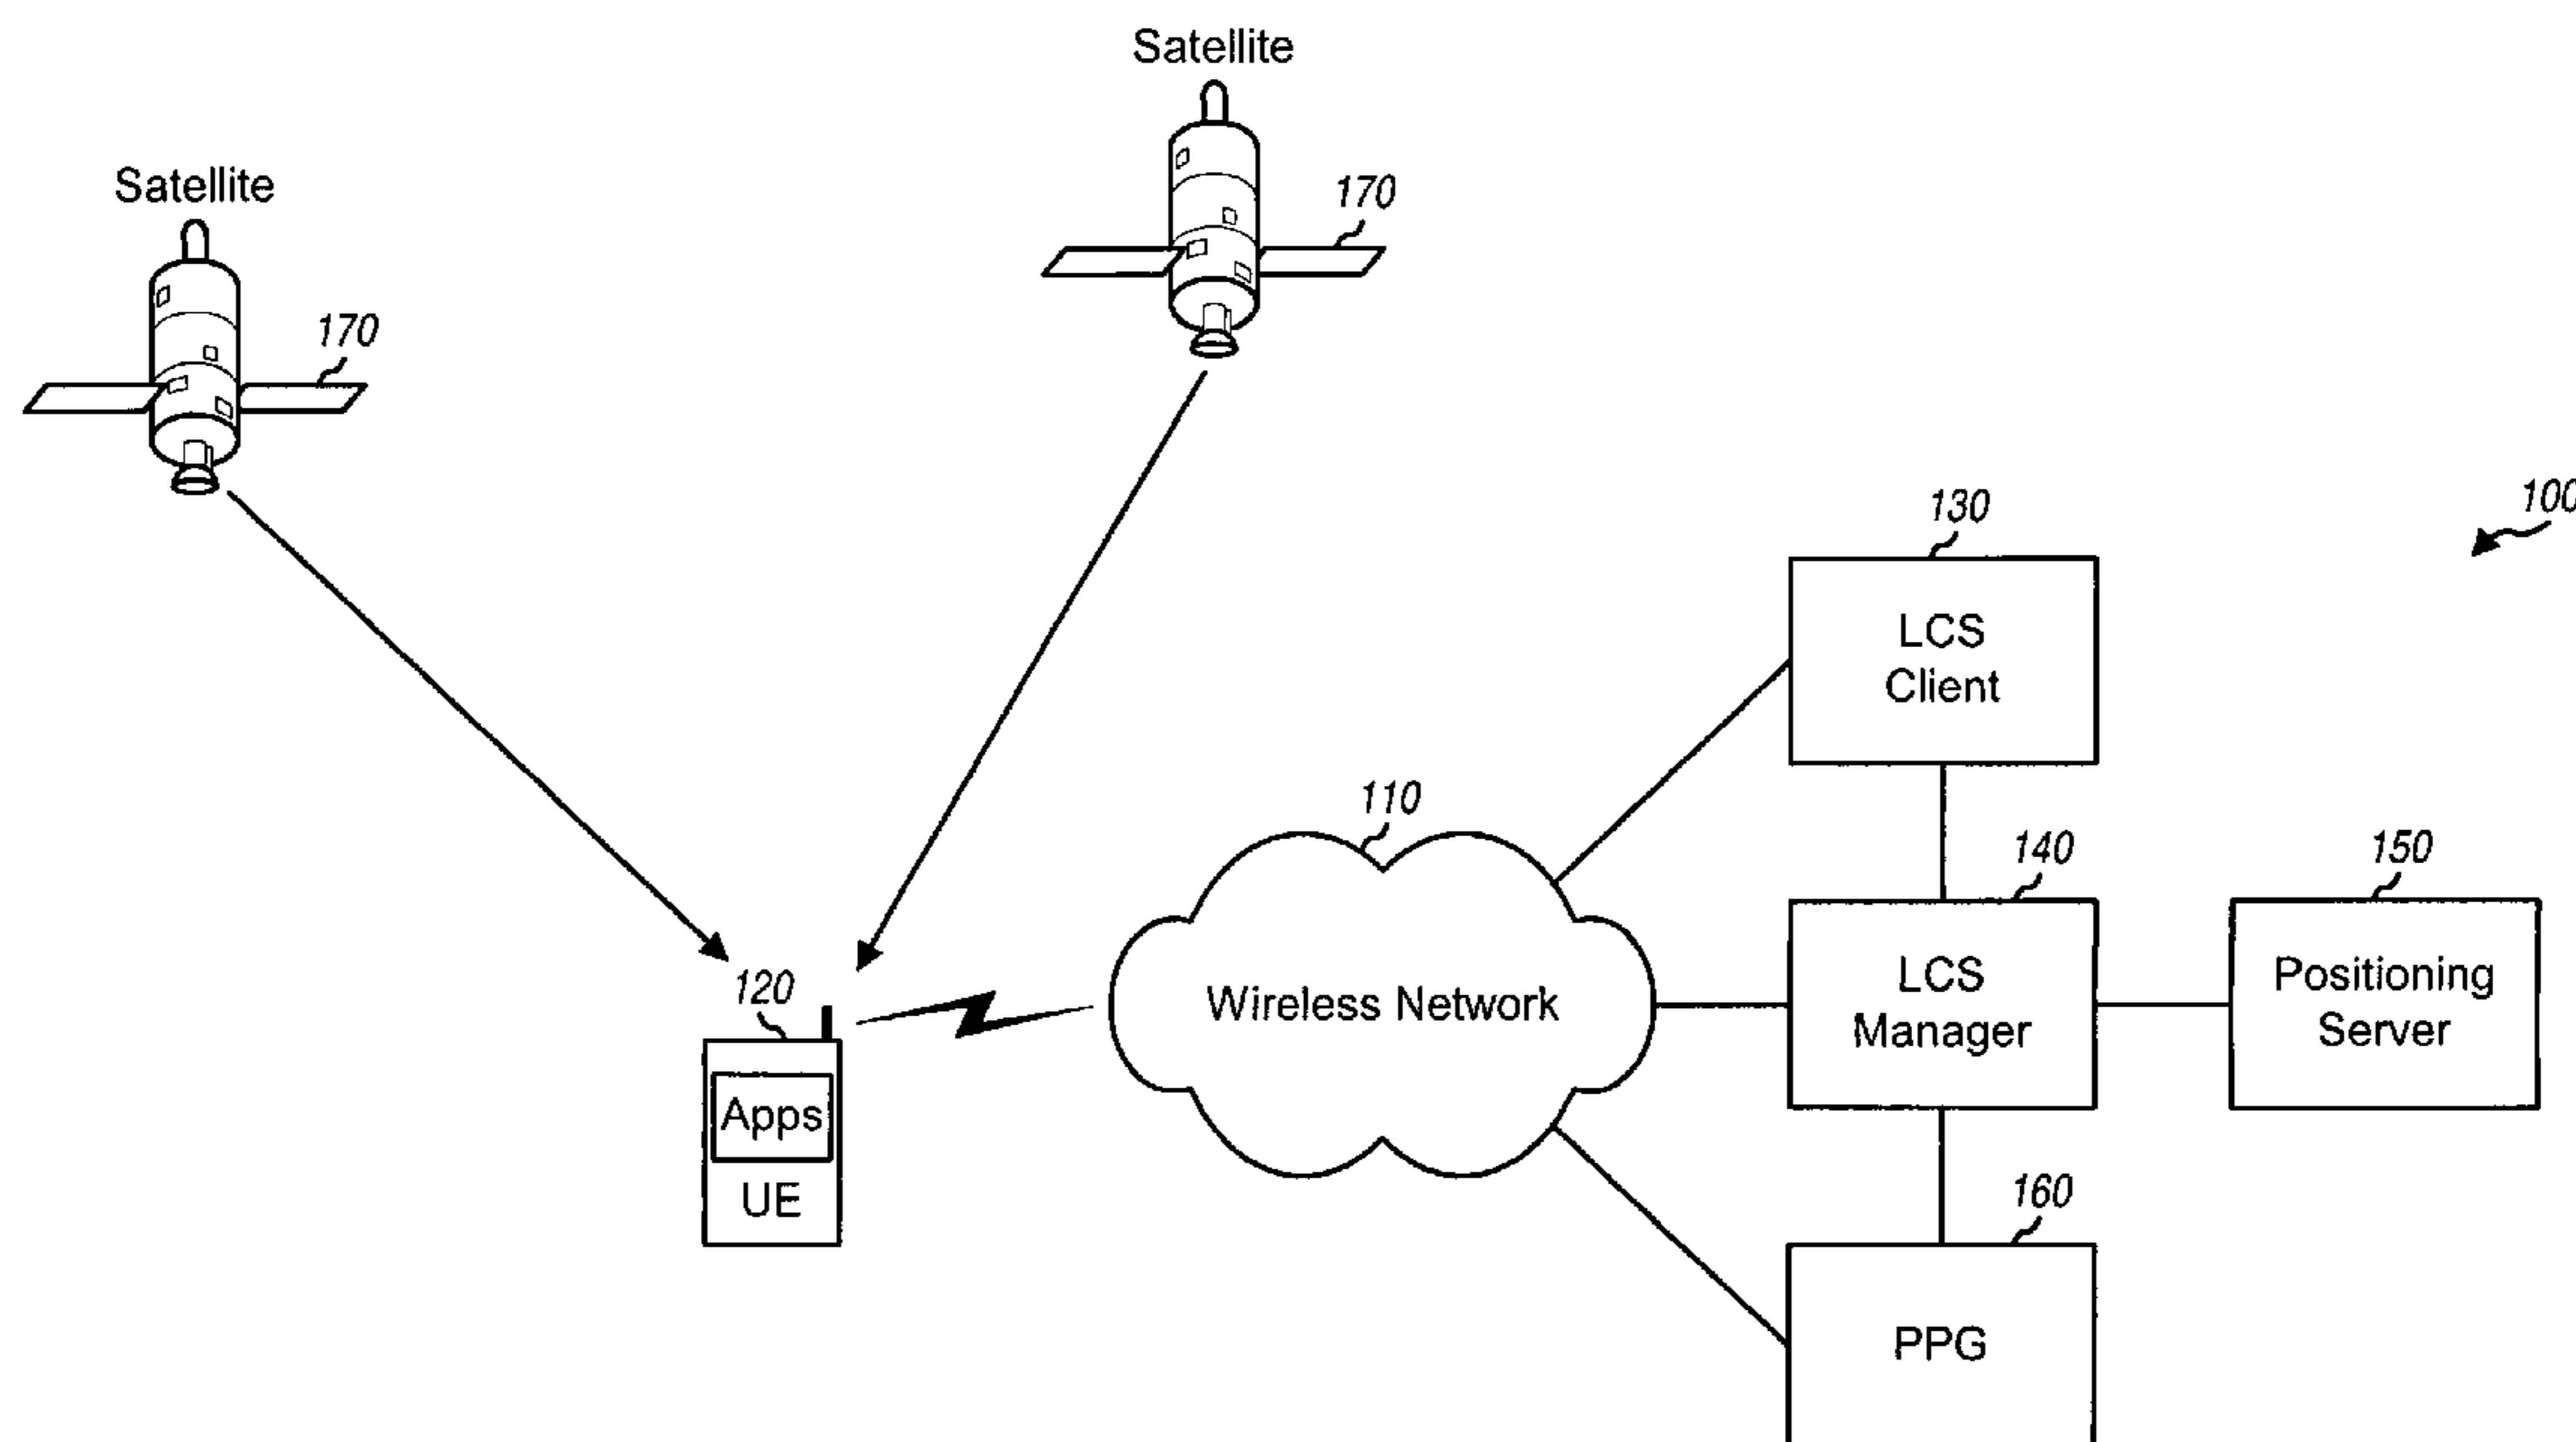 Satellite
170
Satellite
170
100
130
LCS
Client
110
140
150
Wireless Network
LCS
Manager
Positioning
Server
120
Apps
UE
160
PPG